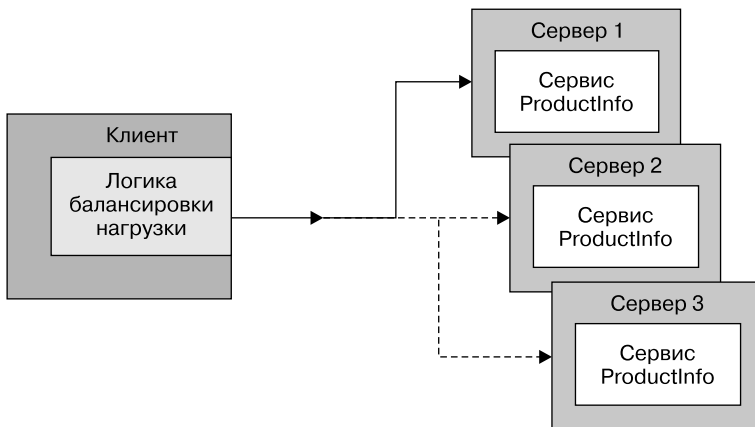 Клиент
Логика
балансировки
нагрузки
Сервер 1
Сервис
ProductInfo
Сервер 2
Сервис
ProductInfo
Сервер 3
Сервис
ProductInfo